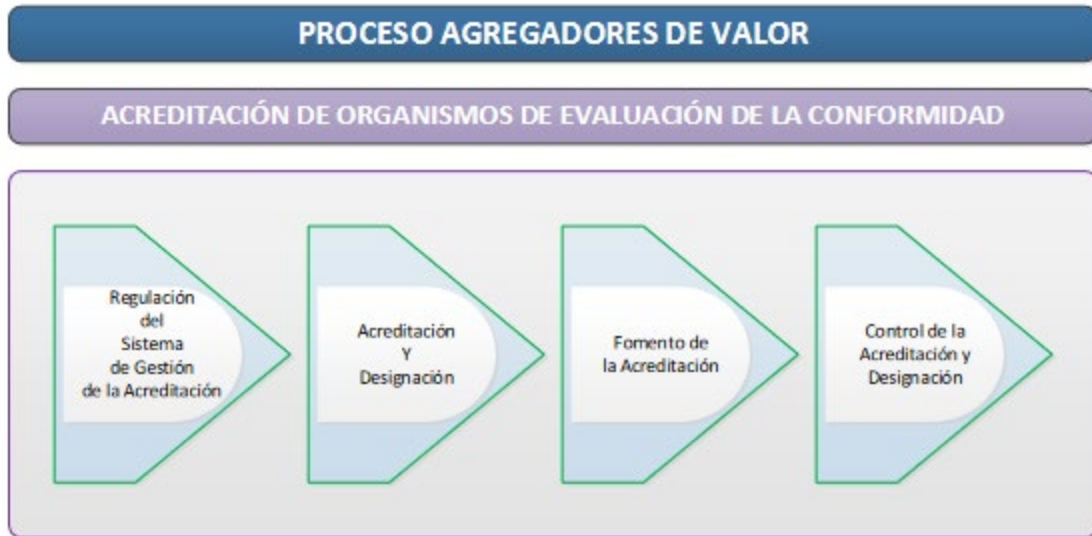 PROCESO AGREGADORES DE VALOR
ACREDITACIÓN DE ORGANISMOS DE EVALUACIÓN DE LA CONFORMIDAD
Regulación
del
Sistema
de Gestión
de la Acreditación
Acreditación
Y
Designación
Fomento de
la Acreditación
Control de la
Acreditación y
Designación